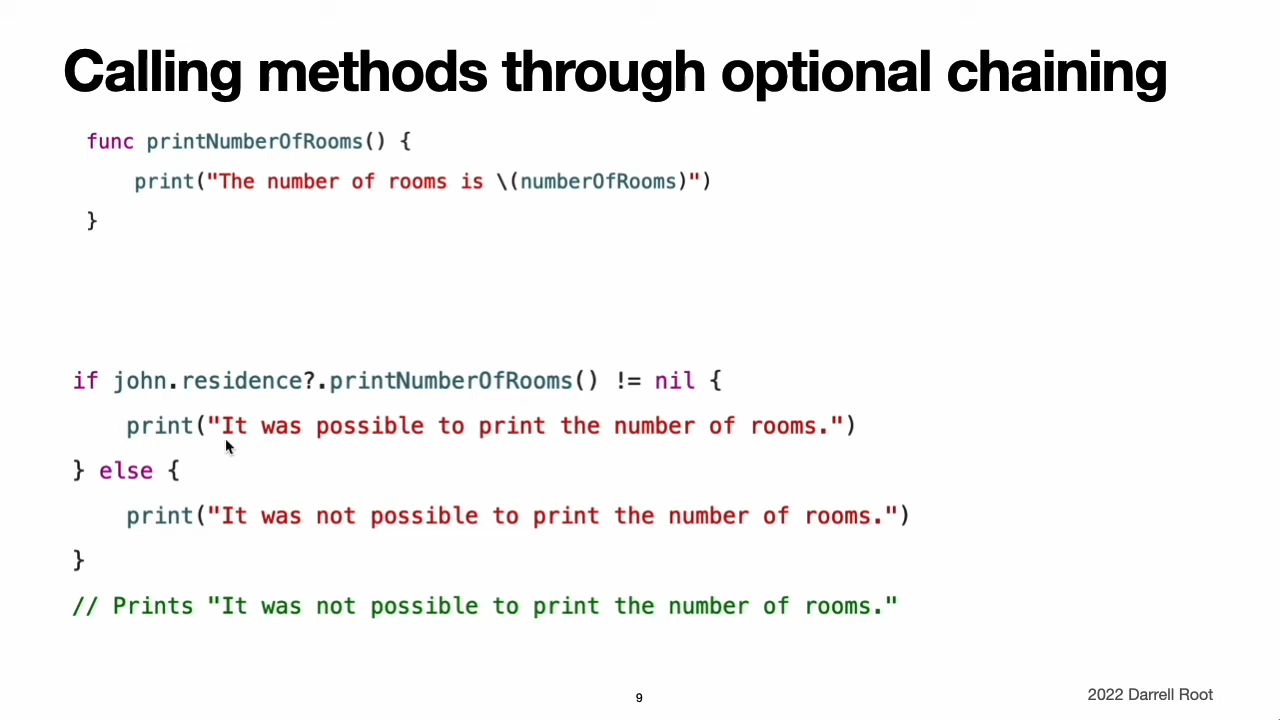 Calling methods through optional chaining
func printNumberOfRooms() {
    print("The number of rooms is \(numberOfRooms)")
}
if john.residence?.printNumberOfRooms() != nil {
    print("It was possible to print the number of rooms.")
} else {
    print("It was not possible to print the number of rooms.")
}
// Prints "It was not possible to print the number of rooms."
9
2022 Darrell Root